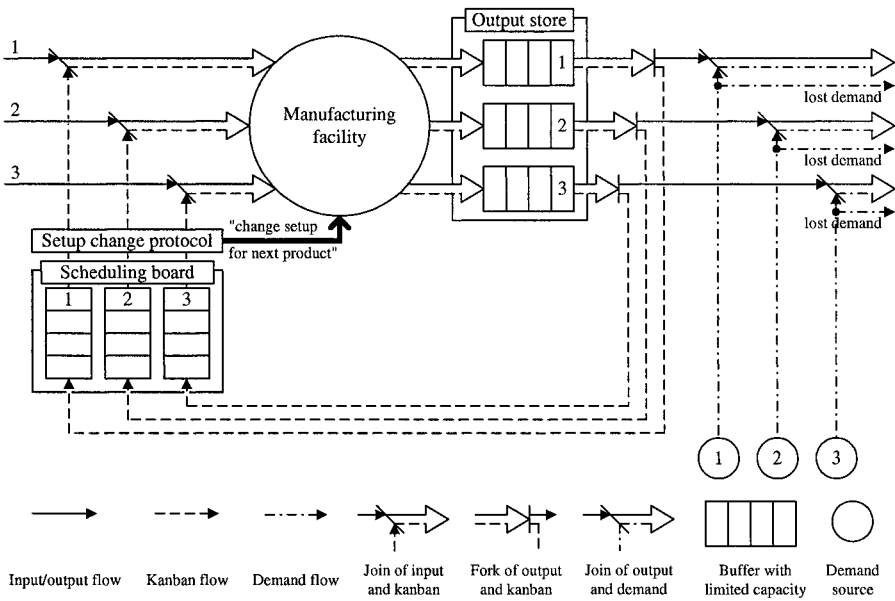 Output store
1
1
2
Manufacturing
facility
2
3
3
lost demand
lost demand
lost demand
Setup change protocol
"change setup
for next product"
Scheduling board
1 2 3
1 2 3
Input/output flow
Kanban flow
Demand flow
Join of input
and kanban
Fork of output
and kanban
Join of output
and demand
Buffer with
limited capacity
Demand
source